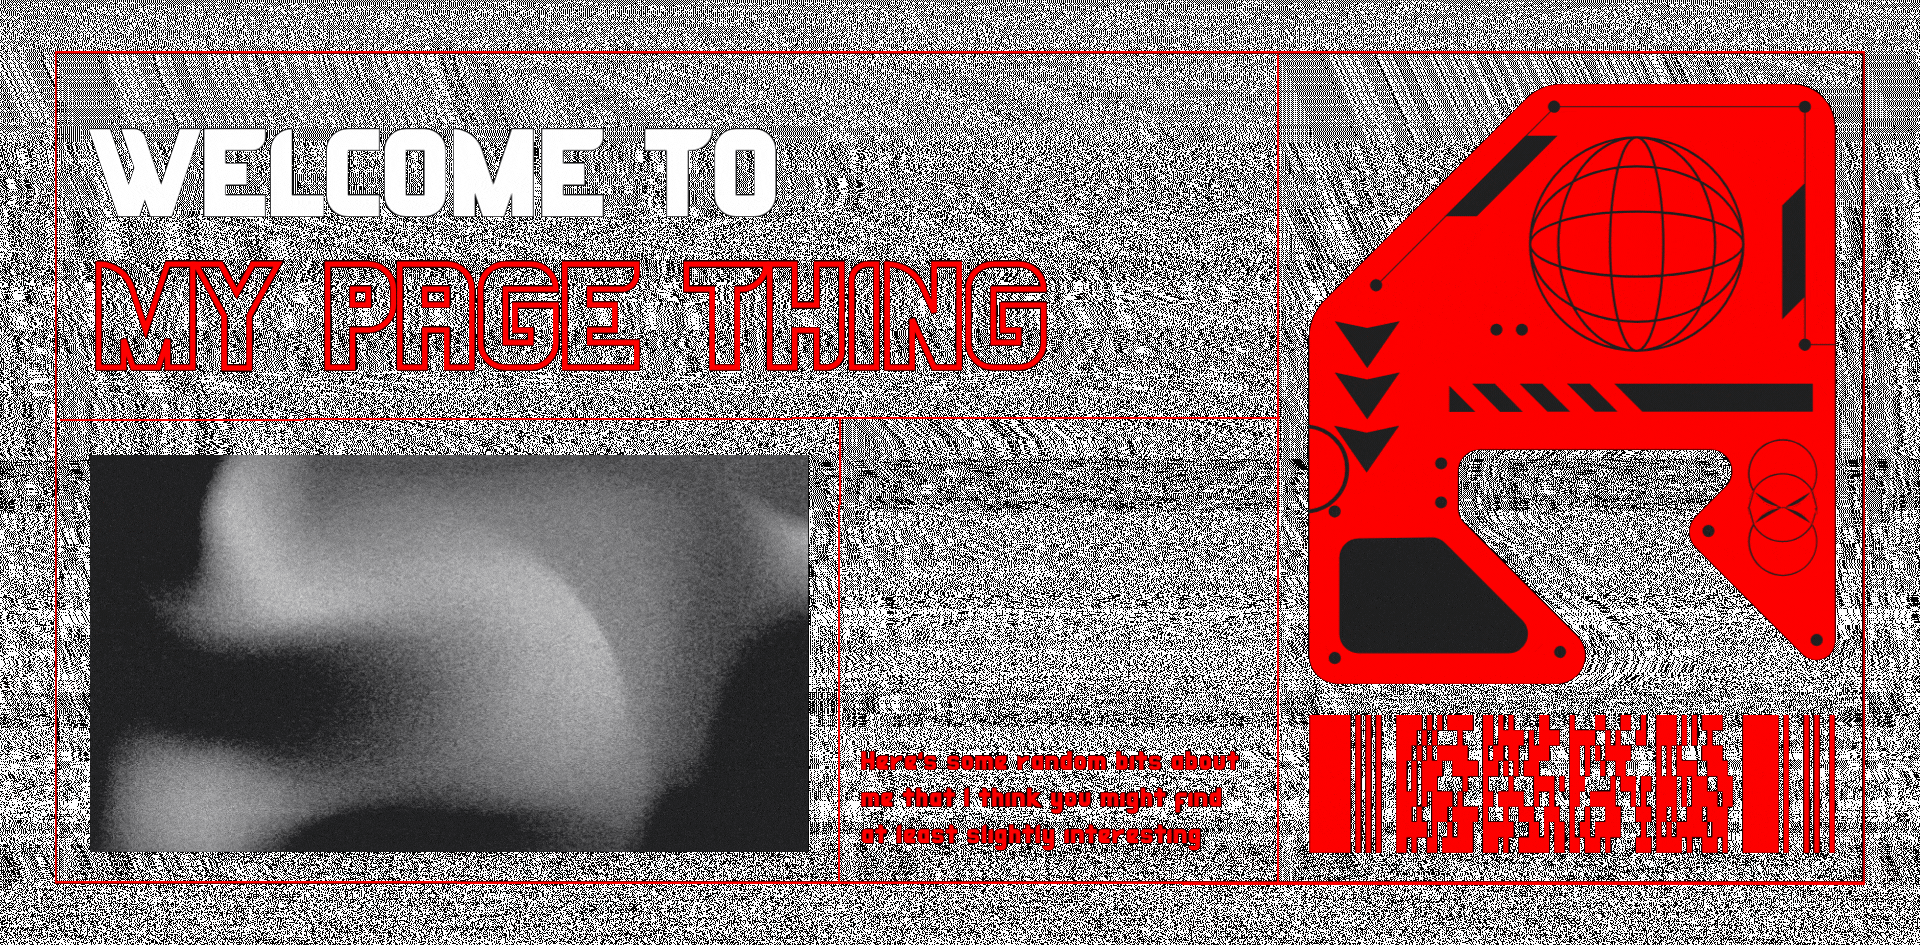 WELCOME TO
MY PAGE THING
Here's some random bits about
me that I think you might find
at least slightly interesting